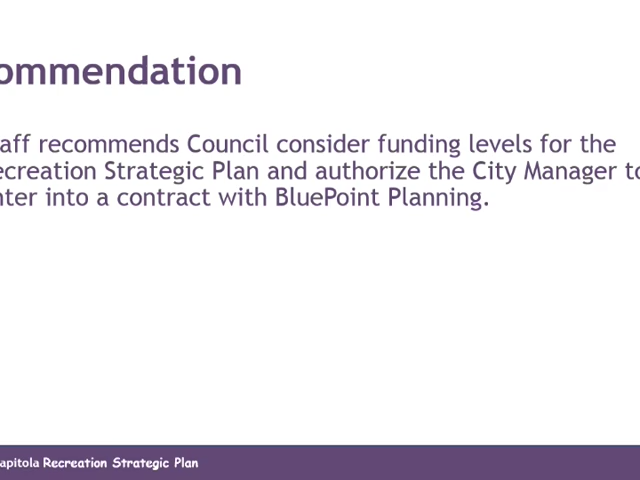 ommendation
aff recommends Council consider funding levels for the
ecreation Strategic Plan and authorize the City Manager to
nter into a contract with BluePoint Planning.
apitola Recreation Strategic Plan